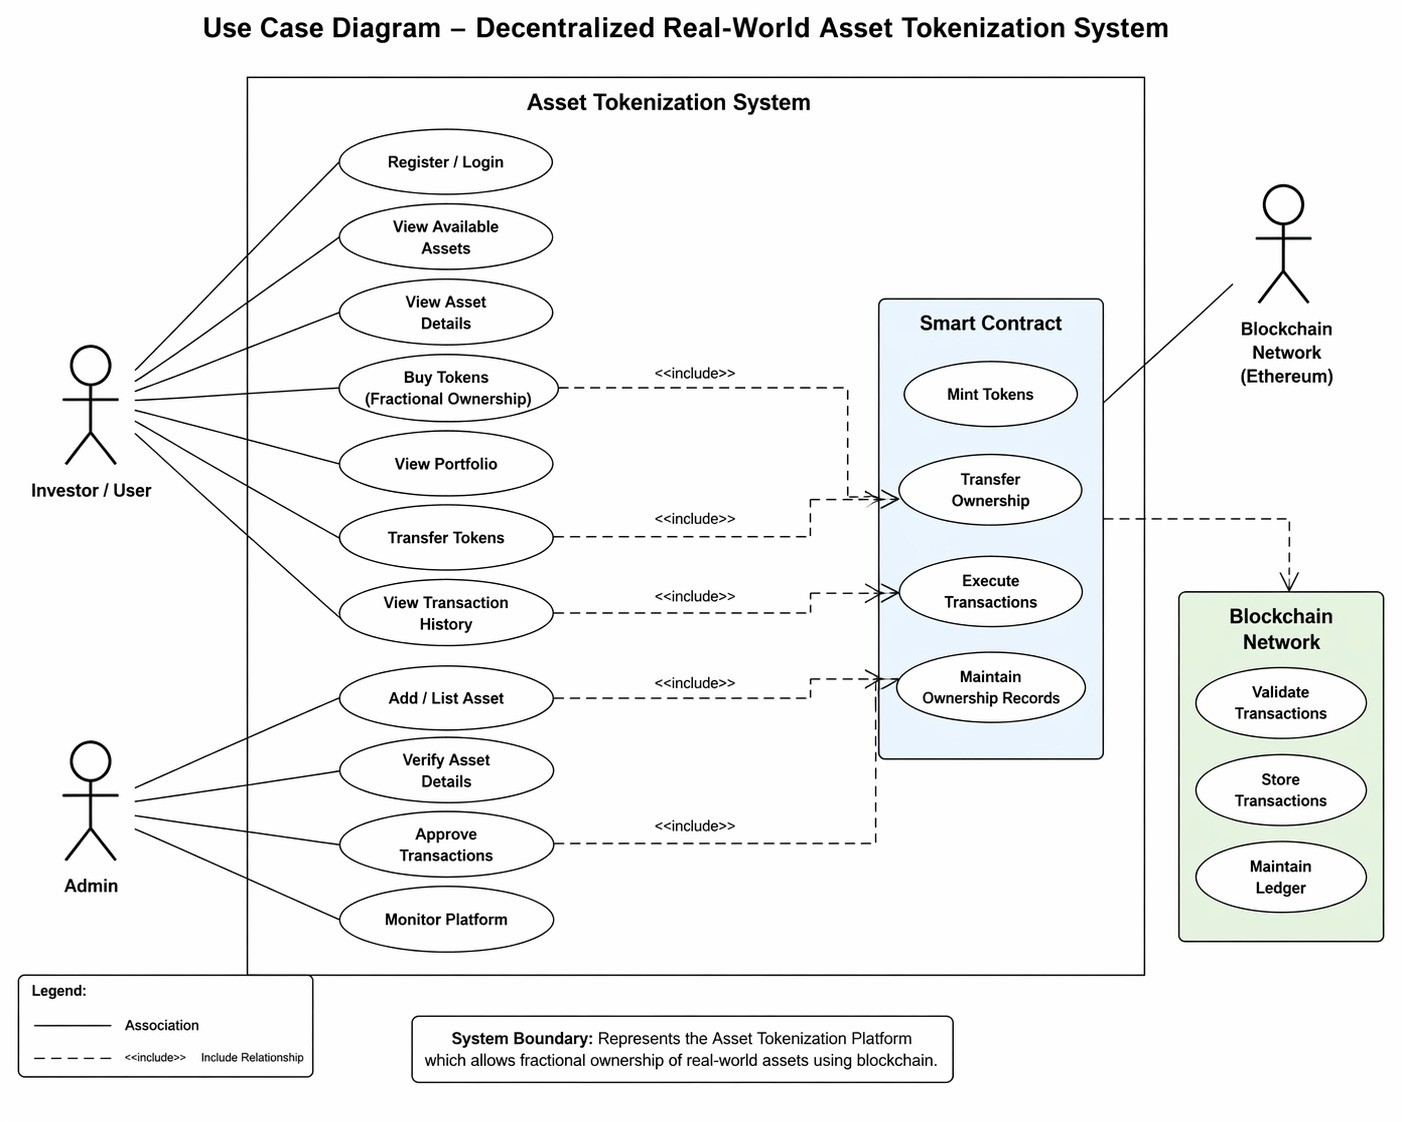 Use Case Diagram – Decentralized Real-World Asset Tokenization System
Asset Tokenization System
Register / Login
View Available
Assets
View Asset
Details
Buy Tokens
(Fractional Ownership)
View Portfolio
Transfer Tokens
View Transaction
History
Add / List Asset
Verify Asset
Details
Approve
Transactions
Monitor Platform
Investor / User
Admin
<<include>>
<<include>>
<<include>>
<<include>>
<<include>>
Smart Contract
Mint Tokens
Transfer
Ownership
Execute
Transactions
Maintain
Ownership Records
Blockchain
Network
(Ethereum)
Blockchain
Network
Validate
Transactions
Store
Transactions
Maintain
Ledger
Legend:
Association
<<include>> Include Relationship
System Boundary: Represents the Asset Tokenization Platform
which allows fractional ownership of real-world assets using blockchain.